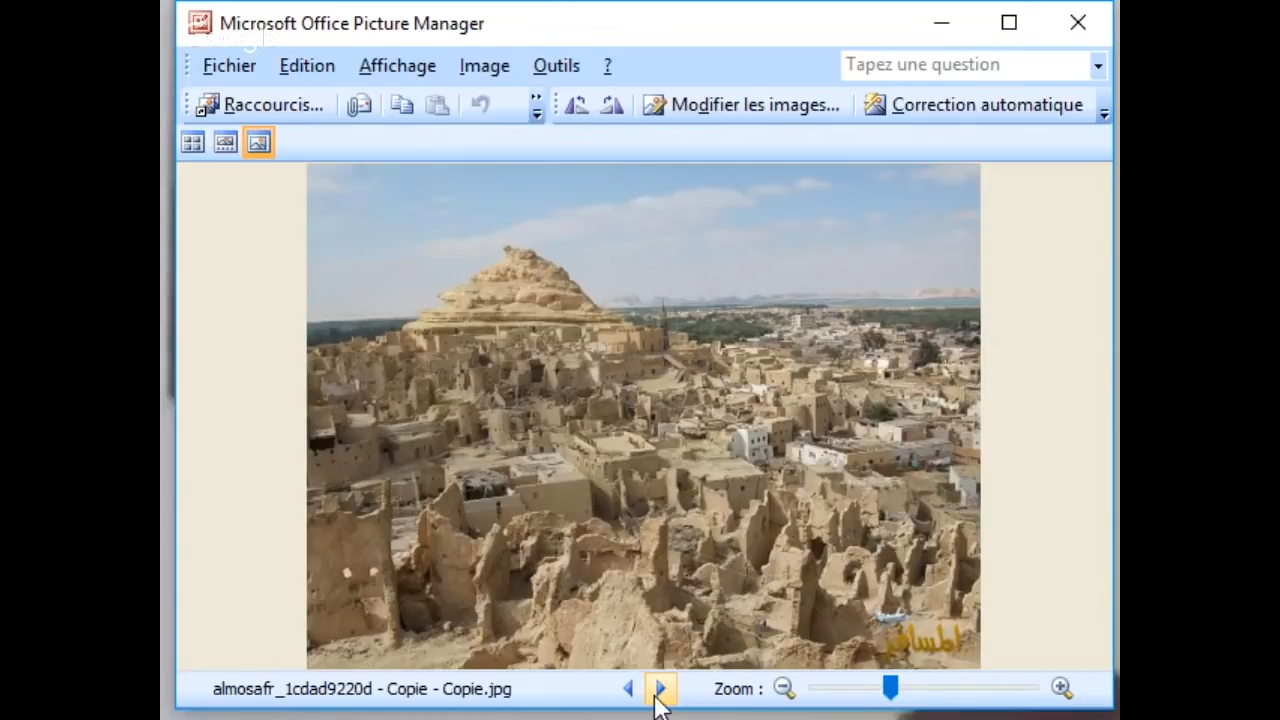 Microsoft Office Picture Manager
Fichier Edition Affichage Image Outils ?
Tapez une question
Raccourcis... Modifier les images... Correction automatique
المسافر
almosafr_1cdad9220d - Copie - Copie.jpg
Zoom :